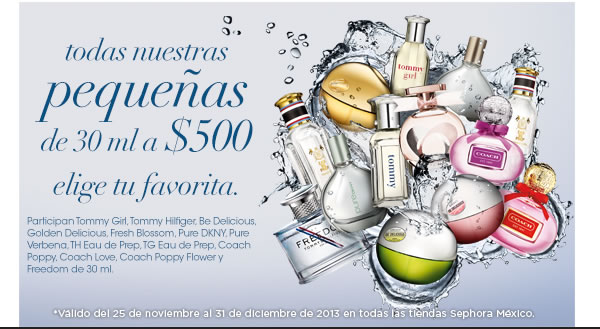 todas nuestras
pequeñas
de 30 ml a $500
elige tu favorita.
Participan Tommy Girl, Tommy Hilfiger, Be Delicious,
Golden Delicious, Fresh Blossom, Pure DKNY, Pure
Verbena, TH Eau de Prep, TG Eau de Prep, Coach
Poppy, Coach Love, Coach Poppy Flower y
Freedom de 30 ml.
tommy
girl
tommy
COACH
COACH
FREEDOM
TOMMY
*Válido del 25 de noviembre al 31 de diciembre de 2013 en todas las tiendas Sephora México.